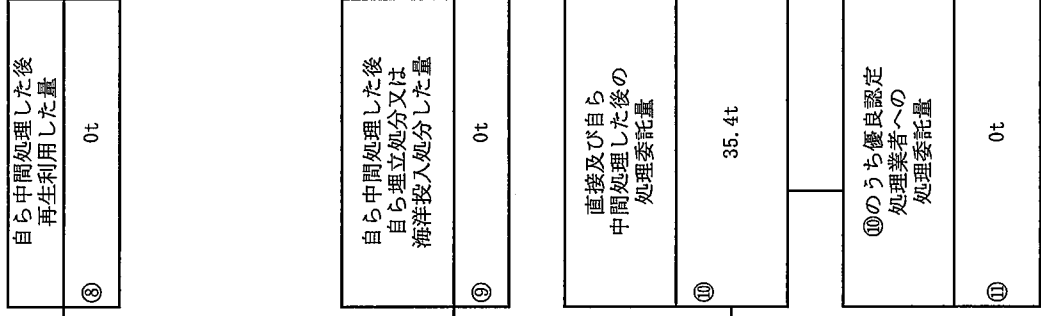 自ら中間処理した後
再生利用した量
⑧ 0t
自ら中間処理した後
自ら埋立処分又は
海洋投入処分した量
⑨ 0t
直接及び自ら
中間処理した後の
処理委託量
⑩ 35.4t
⑩のうち優良認定
処理業者への
処理委託量
⑪ 0t